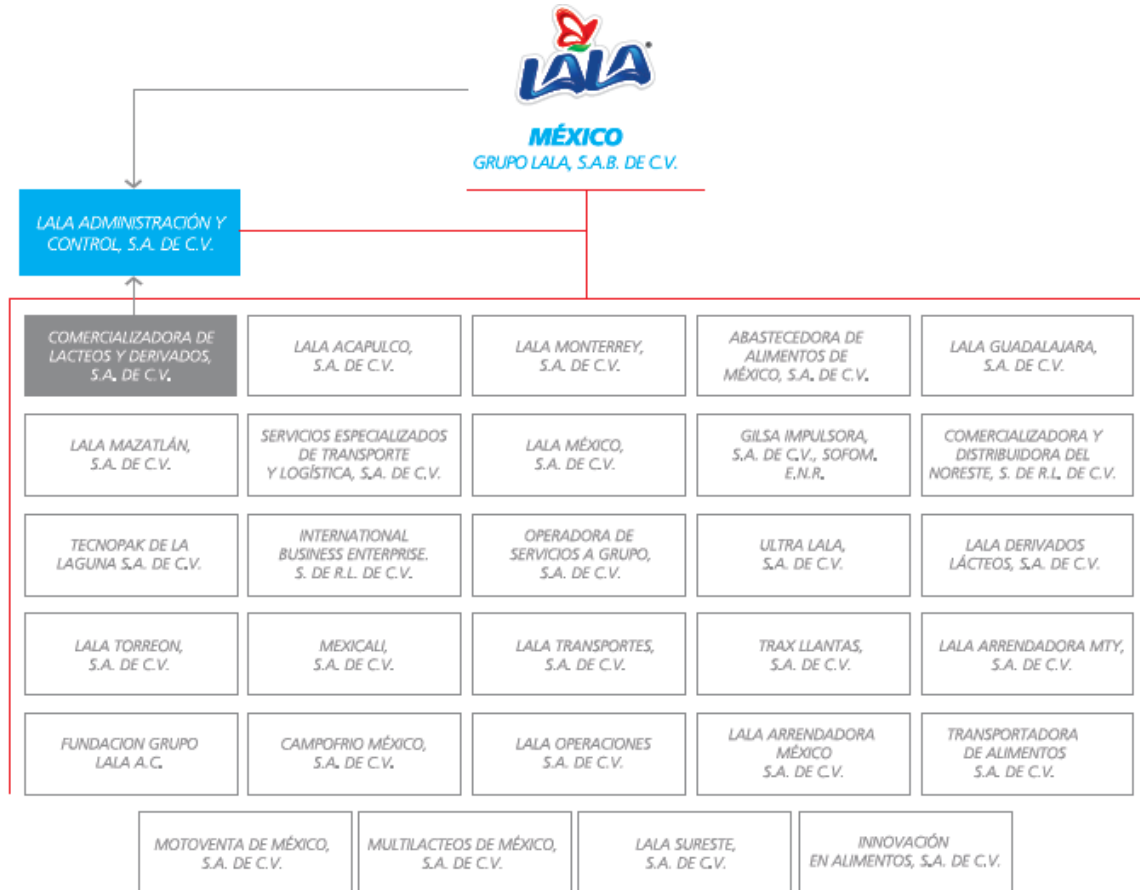 LALA
MÉXICO
GRUPO LALA, S.A.B. DE C.V.
LALA ADMINISTRACIÓN Y
CONTROL, S.A. DE C.V.
COMERCIALIZADORA DE
LACTEOS Y DERIVADOS,
S.A. DE C.V.
LALA ACAPULCO,
S.A. DE C.V.
LALA MONTERREY,
S.A. DE C.V.
ABASTECEDORA DE
ALIMENTOS DE
MÉXICO, S.A. DE C.V.
LALA GUADALAJARA,
S.A. DE C.V.
LALA MAZATLÁN,
S.A. DE C.V.
SERVICIOS ESPECIALIZADOS
DE TRANSPORTE
Y LOGÍSTICA, S.A. DE C.V.
LALA MÉXICO,
S.A. DE C.V.
GILSA IMPULSORA,
S.A. DE C.V., SOFOM.
E.N.R.
COMERCIALIZADORA Y
DISTRIBUIDORA DEL
NORESTE, S. DE R.L. DE C.V.
TECNOPAK DE LA
LAGUNA S.A. DE C.V.
INTERNATIONAL
BUSINESS ENTERPRISE.
S. DE R.L. DE C.V.
OPERADORA DE
SERVICIOS A GRUPO,
S.A. DE C.V.
ULTRA LALA,
S.A. DE C.V.
LALA DERIVADOS
LÁCTEOS, S.A. DE C.V.
LALA TORREON,
S.A. DE C.V.
MEXICALI,
S.A. DE C.V.
LALA TRANSPORTES,
S.A. DE C.V.
TRAX LLANTAS,
S.A. DE C.V.
LALA ARRENDADORA MTY,
S.A. DE C.V.
FUNDACION GRUPO
LALA A.C.
CAMPOFRIO MÉXICO,
S.A. DE C.V.
LALA OPERACIONES
S.A. DE C.V.
LALA ARRENDADORA
MÉXICO
S.A. DE C.V.
TRANSPORTADORA
DE ALIMENTOS
S.A. DE C.V.
MOTOVENTA DE MÉXICO,
S.A. DE C.V.
MULTILACTEOS DE MÉXICO,
S.A. DE C.V.
LALA SURESTE,
S.A. DE C.V.
INNOVACIÓN
EN ALIMENTOS, S.A. DE C.V.